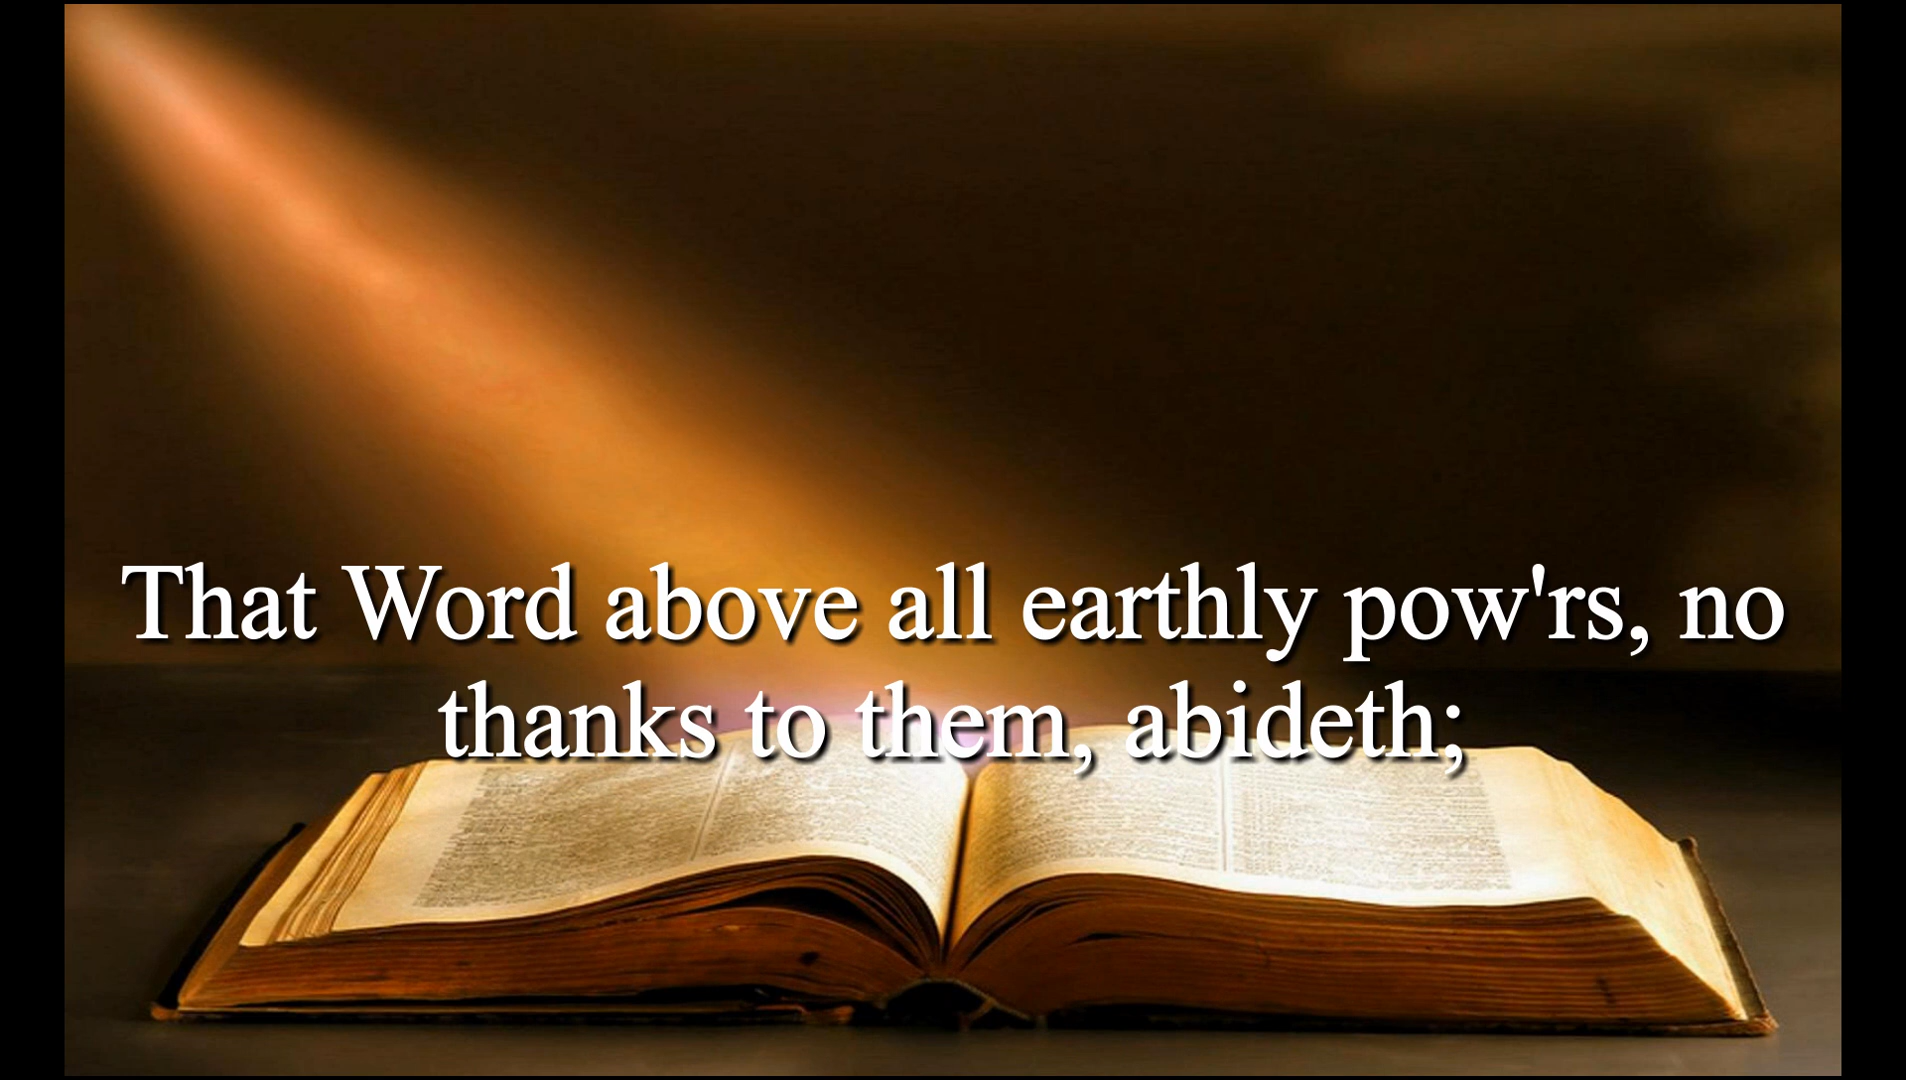 That Word above all earthly pow'rs, no
thanks to them, abideth;